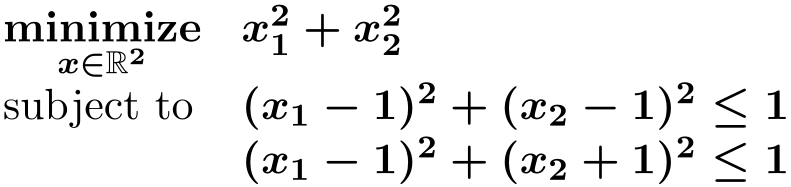 minimize x₁² + x₂²
x∈ℝ²
subject to (x₁ − 1)² + (x₂ − 1)² ≤ 1
(x₁ − 1)² + (x₂ + 1)² ≤ 1